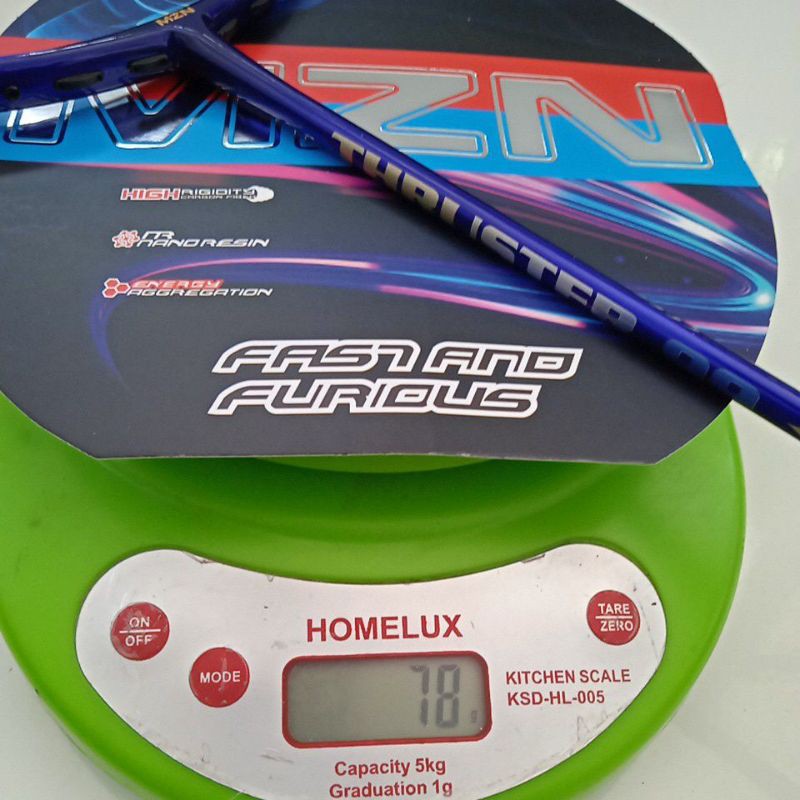 MZN
MZN
THRUSTER
HIGH RIGIDITY
CARBON FIBER
NANORESIN
ENERGY
AGGREGATION
FAST AND
FURIOUS
ON
OFF
HOMELUX
TARE
ZERO
MODE
78 g
KITCHEN SCALE
KSD-HL-005
Capacity 5kg
Graduation 1g